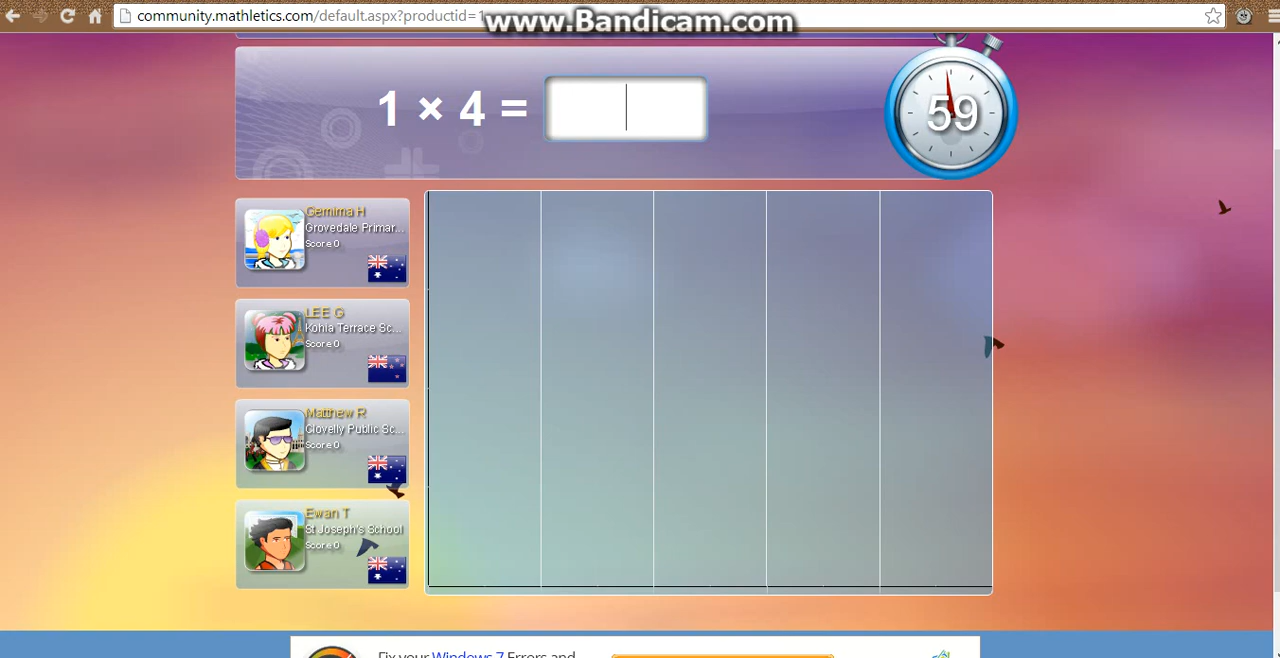 community.mathletics.com/default.aspx?productid=1
www.Bandicam.com
1 × 4 =
59
Gemima H
Grovedale Primar...
Score 0
LEE G
Kohia Terrace Sc...
Score 0
Matthew R
Clovelly Public Sc...
Score 0
Ewan T
St Joseph's School
Score 0
Fix your Windows 7 Errors and